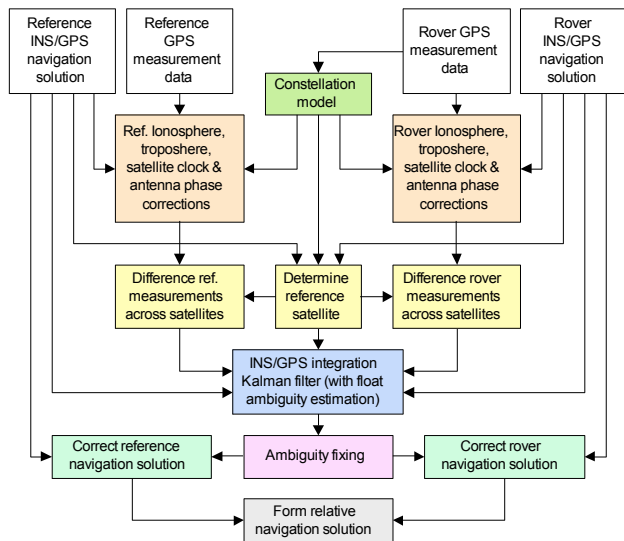 Reference
INS/GPS
navigation
solution
Reference
GPS
measurement
data
Rover GPS
measurement
data
Rover
INS/GPS
navigation
solution
Constellation
model
Ref. Ionosphere,
troposhere,
satellite clock &
antenna phase
corrections
Rover Ionosphere,
troposhere,
satellite clock &
antenna phase
corrections
Difference ref.
measurements
across satellites
Determine
reference
satellite
Difference rover
measurements
across satellites
INS/GPS integration
Kalman filter (with float
ambiguity estimation)
Correct reference
navigation solution
Ambiguity fixing
Correct rover
navigation solution
Form relative
navigation solution